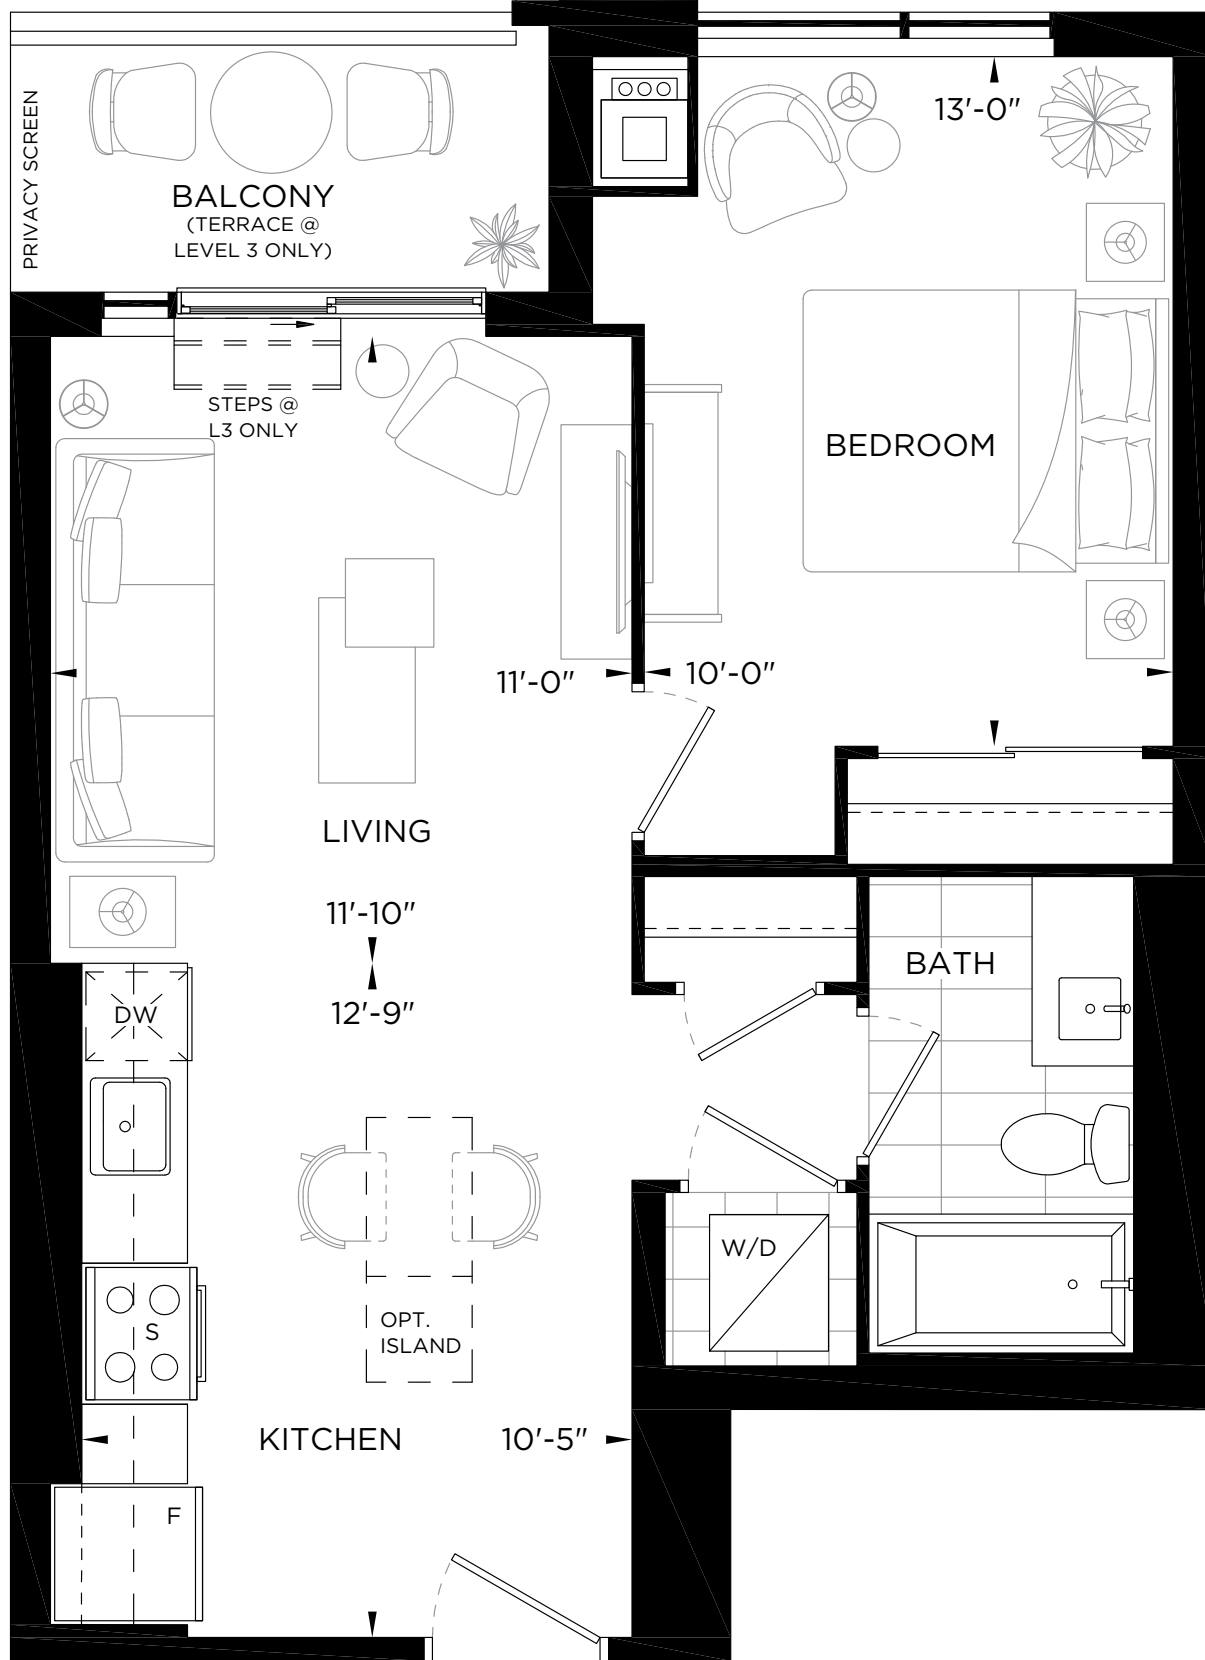 PRIVACY SCREEN
BALCONY
(TERRACE @
LEVEL 3 ONLY)
13'-0"
STEPS @
L3 ONLY
BEDROOM
11'-0"
10'-0"
LIVING
11'-10"
12'-9"
BATH
DW
W/D
S
OPT.
ISLAND
KITCHEN
10'-5"
F